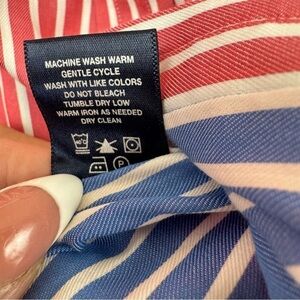 MACHINE WASH WARM
GENTLE CYCLE
WASH WITH LIKE COLORS
DO NOT BLEACH
TUMBLE DRY LOW
WARM IRON AS NEEDED
DRY CLEAN
P